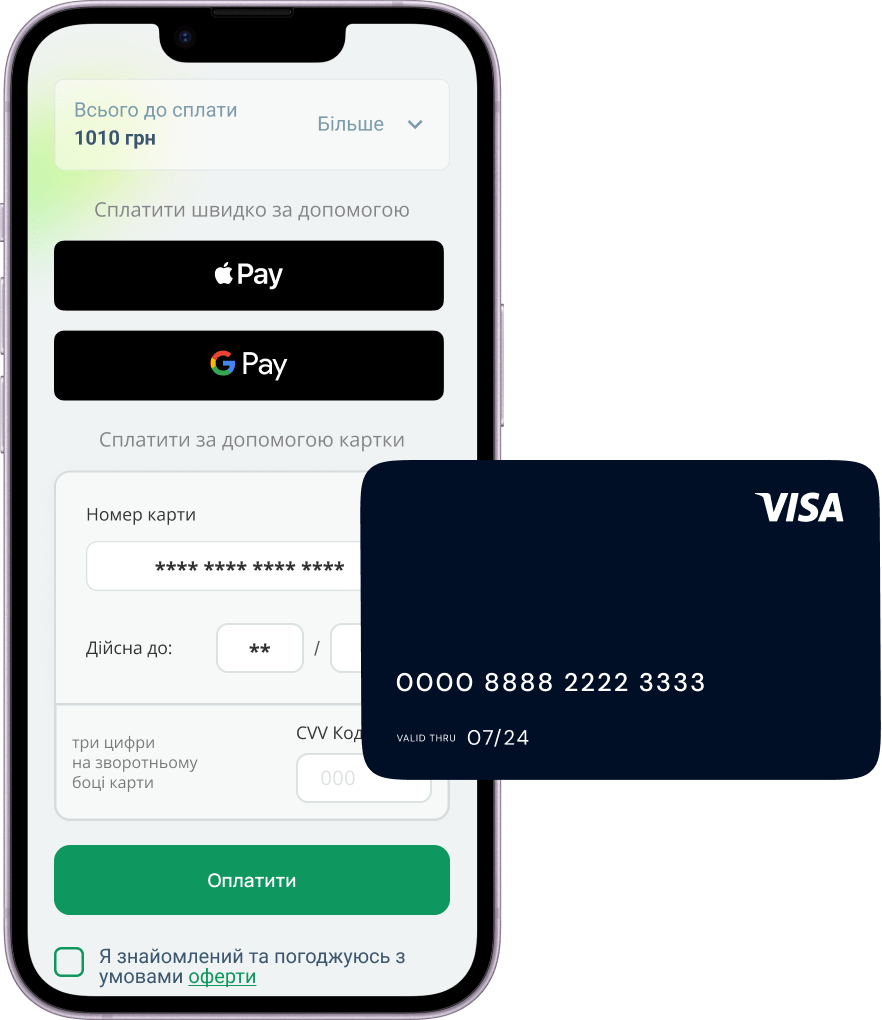 Всього до сплати
1010 грн
Більше
Сплатити швидко за допомогою
Pay
G Pay
Сплатити за допомогою картки
Номер карти
**** **** **** ****
Дійсна до:
** /
три цифри
на зворотньому
боці карти
CVV Код
000
VISA
0000 8888 2222 3333
VALID THRU 07/24
Оплатити
Я знайомлений та погоджуюсь з
умовами оферти